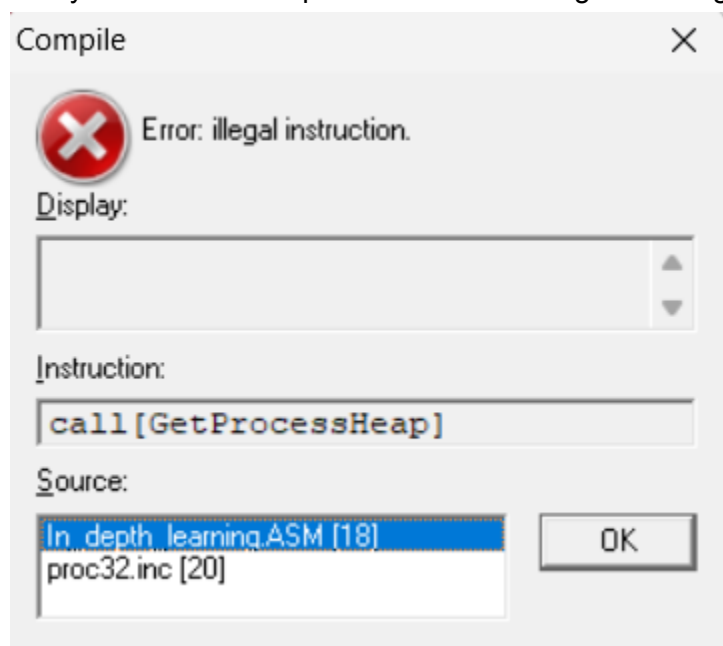 Compile
Error: illegal instruction.
Display:
Instruction:
call[GetProcessHeap]
Source:
In_depth_learning.ASM [18]
OK
proc32.inc [20]